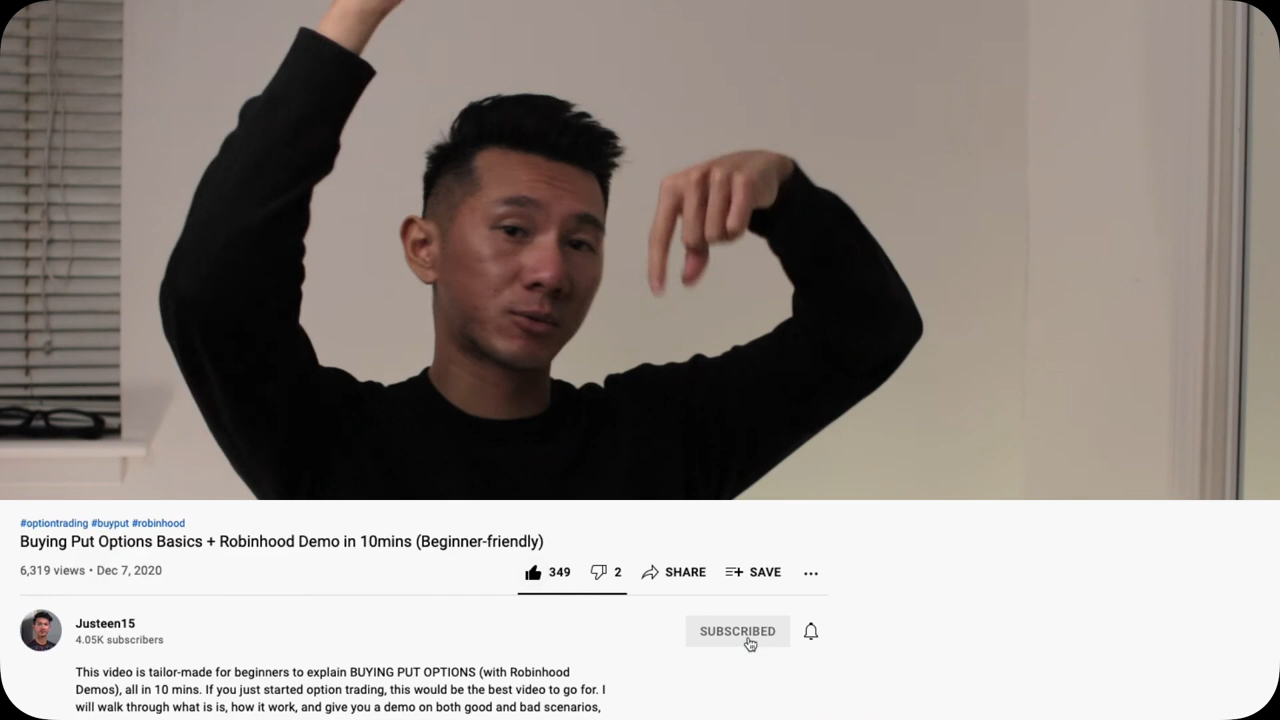 #optiontrading #buyput #robinhood
Buying Put Options Basics + Robinhood Demo in 10mins (Beginner-friendly)
6,319 views • Dec 7, 2020
349
2
SHARE
SAVE
Justeen15
4.05K subscribers
SUBSCRIBED
This video is tailor-made for beginners to explain BUYING PUT OPTIONS (with Robinhood
Demos), all in 10 mins. If you just started option trading, this would be the best video to go for. I
will walk through what is is, how it work, and give you a demo on both good and bad scenarios,